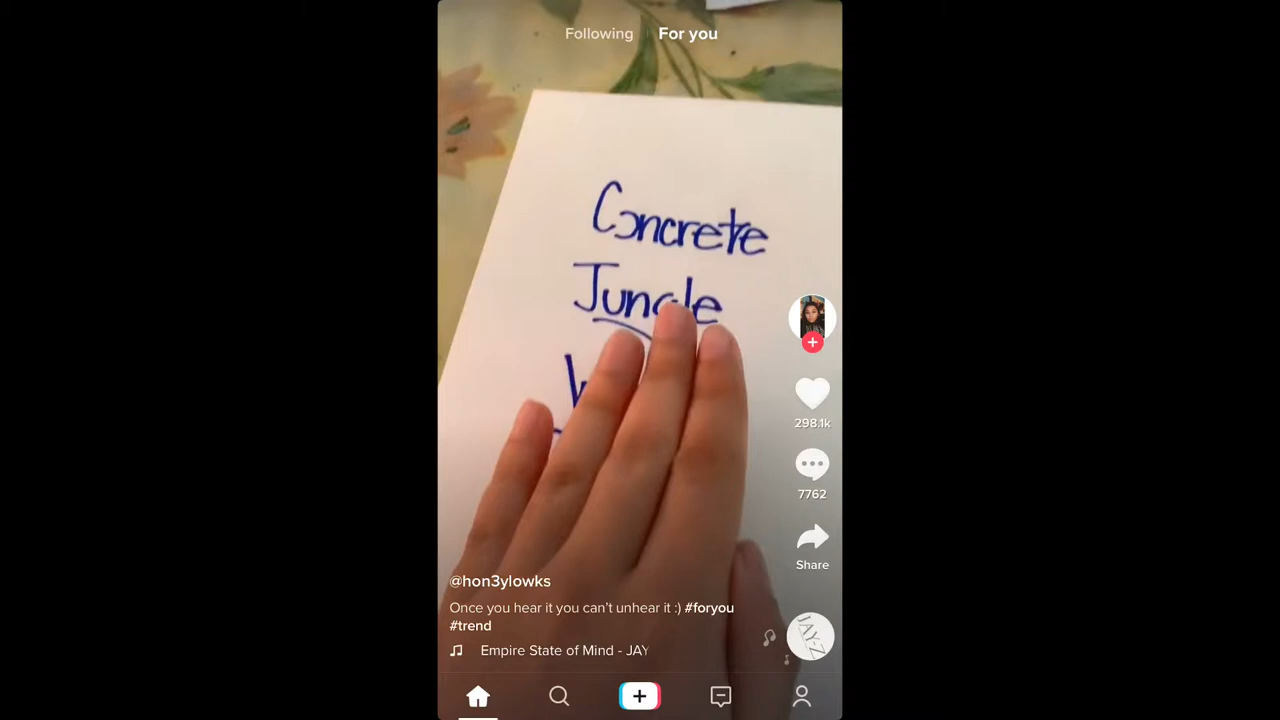 Following
For you
Concrete
Jungle
298.1k
7762
Share
@hon3ylowks
Once you hear it you can't unhear it :) #foryou
#trend
Empire State of Mind - JAY
JAY-Z